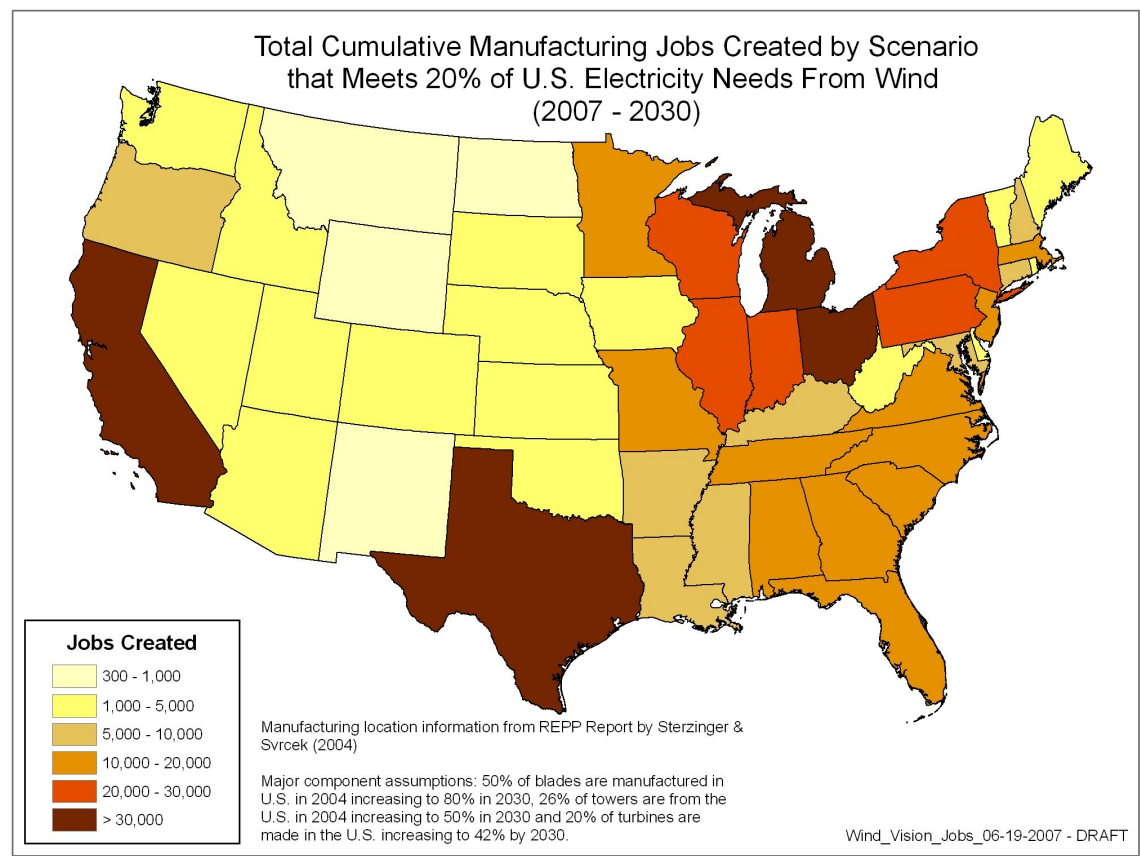 Total Cumulative Manufacturing Jobs Created by Scenario
that Meets 20% of U.S. Electricity Needs From Wind
(2007 - 2030)
Jobs Created
300 - 1,000
1,000 - 5,000
5,000 - 10,000
10,000 - 20,000
20,000 - 30,000
> 30,000
Manufacturing location information from REPP Report by Sterzinger &
Svrcek (2004)
Major component assumptions: 50% of blades are manufactured in
U.S. in 2004 increasing to 80% in 2030, 26% of towers are from the
U.S. in 2004 increasing to 50% in 2030 and 20% of turbines are
made in the U.S. increasing to 42% by 2030.
Wind_Vision_Jobs_06-19-2007 - DRAFT